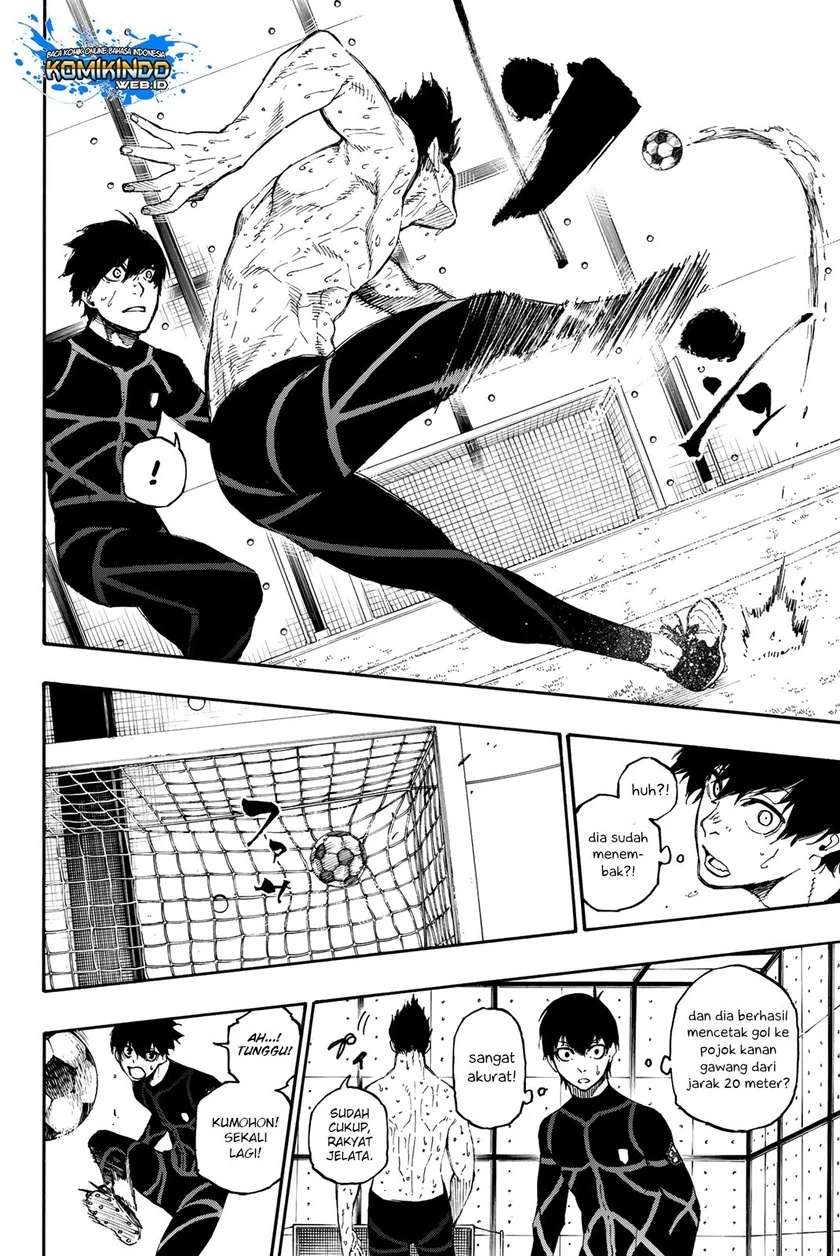 BACA KOMIK ONLINE BAHASA INDONESIA
KOMIKINDO
WEB.ID
!
huh?!
dia sudah
menem-
bak?!
dan dia berhasil
mencetak gol ke
pojok kanan
gawang dari
jarak 20 meter?
sangat
akurat!
SUDAH
CUKUP,
RAKYAT
JELATA.
AH...!
TUNGGU!
KUMOHON!
SEKALI
LAGI!